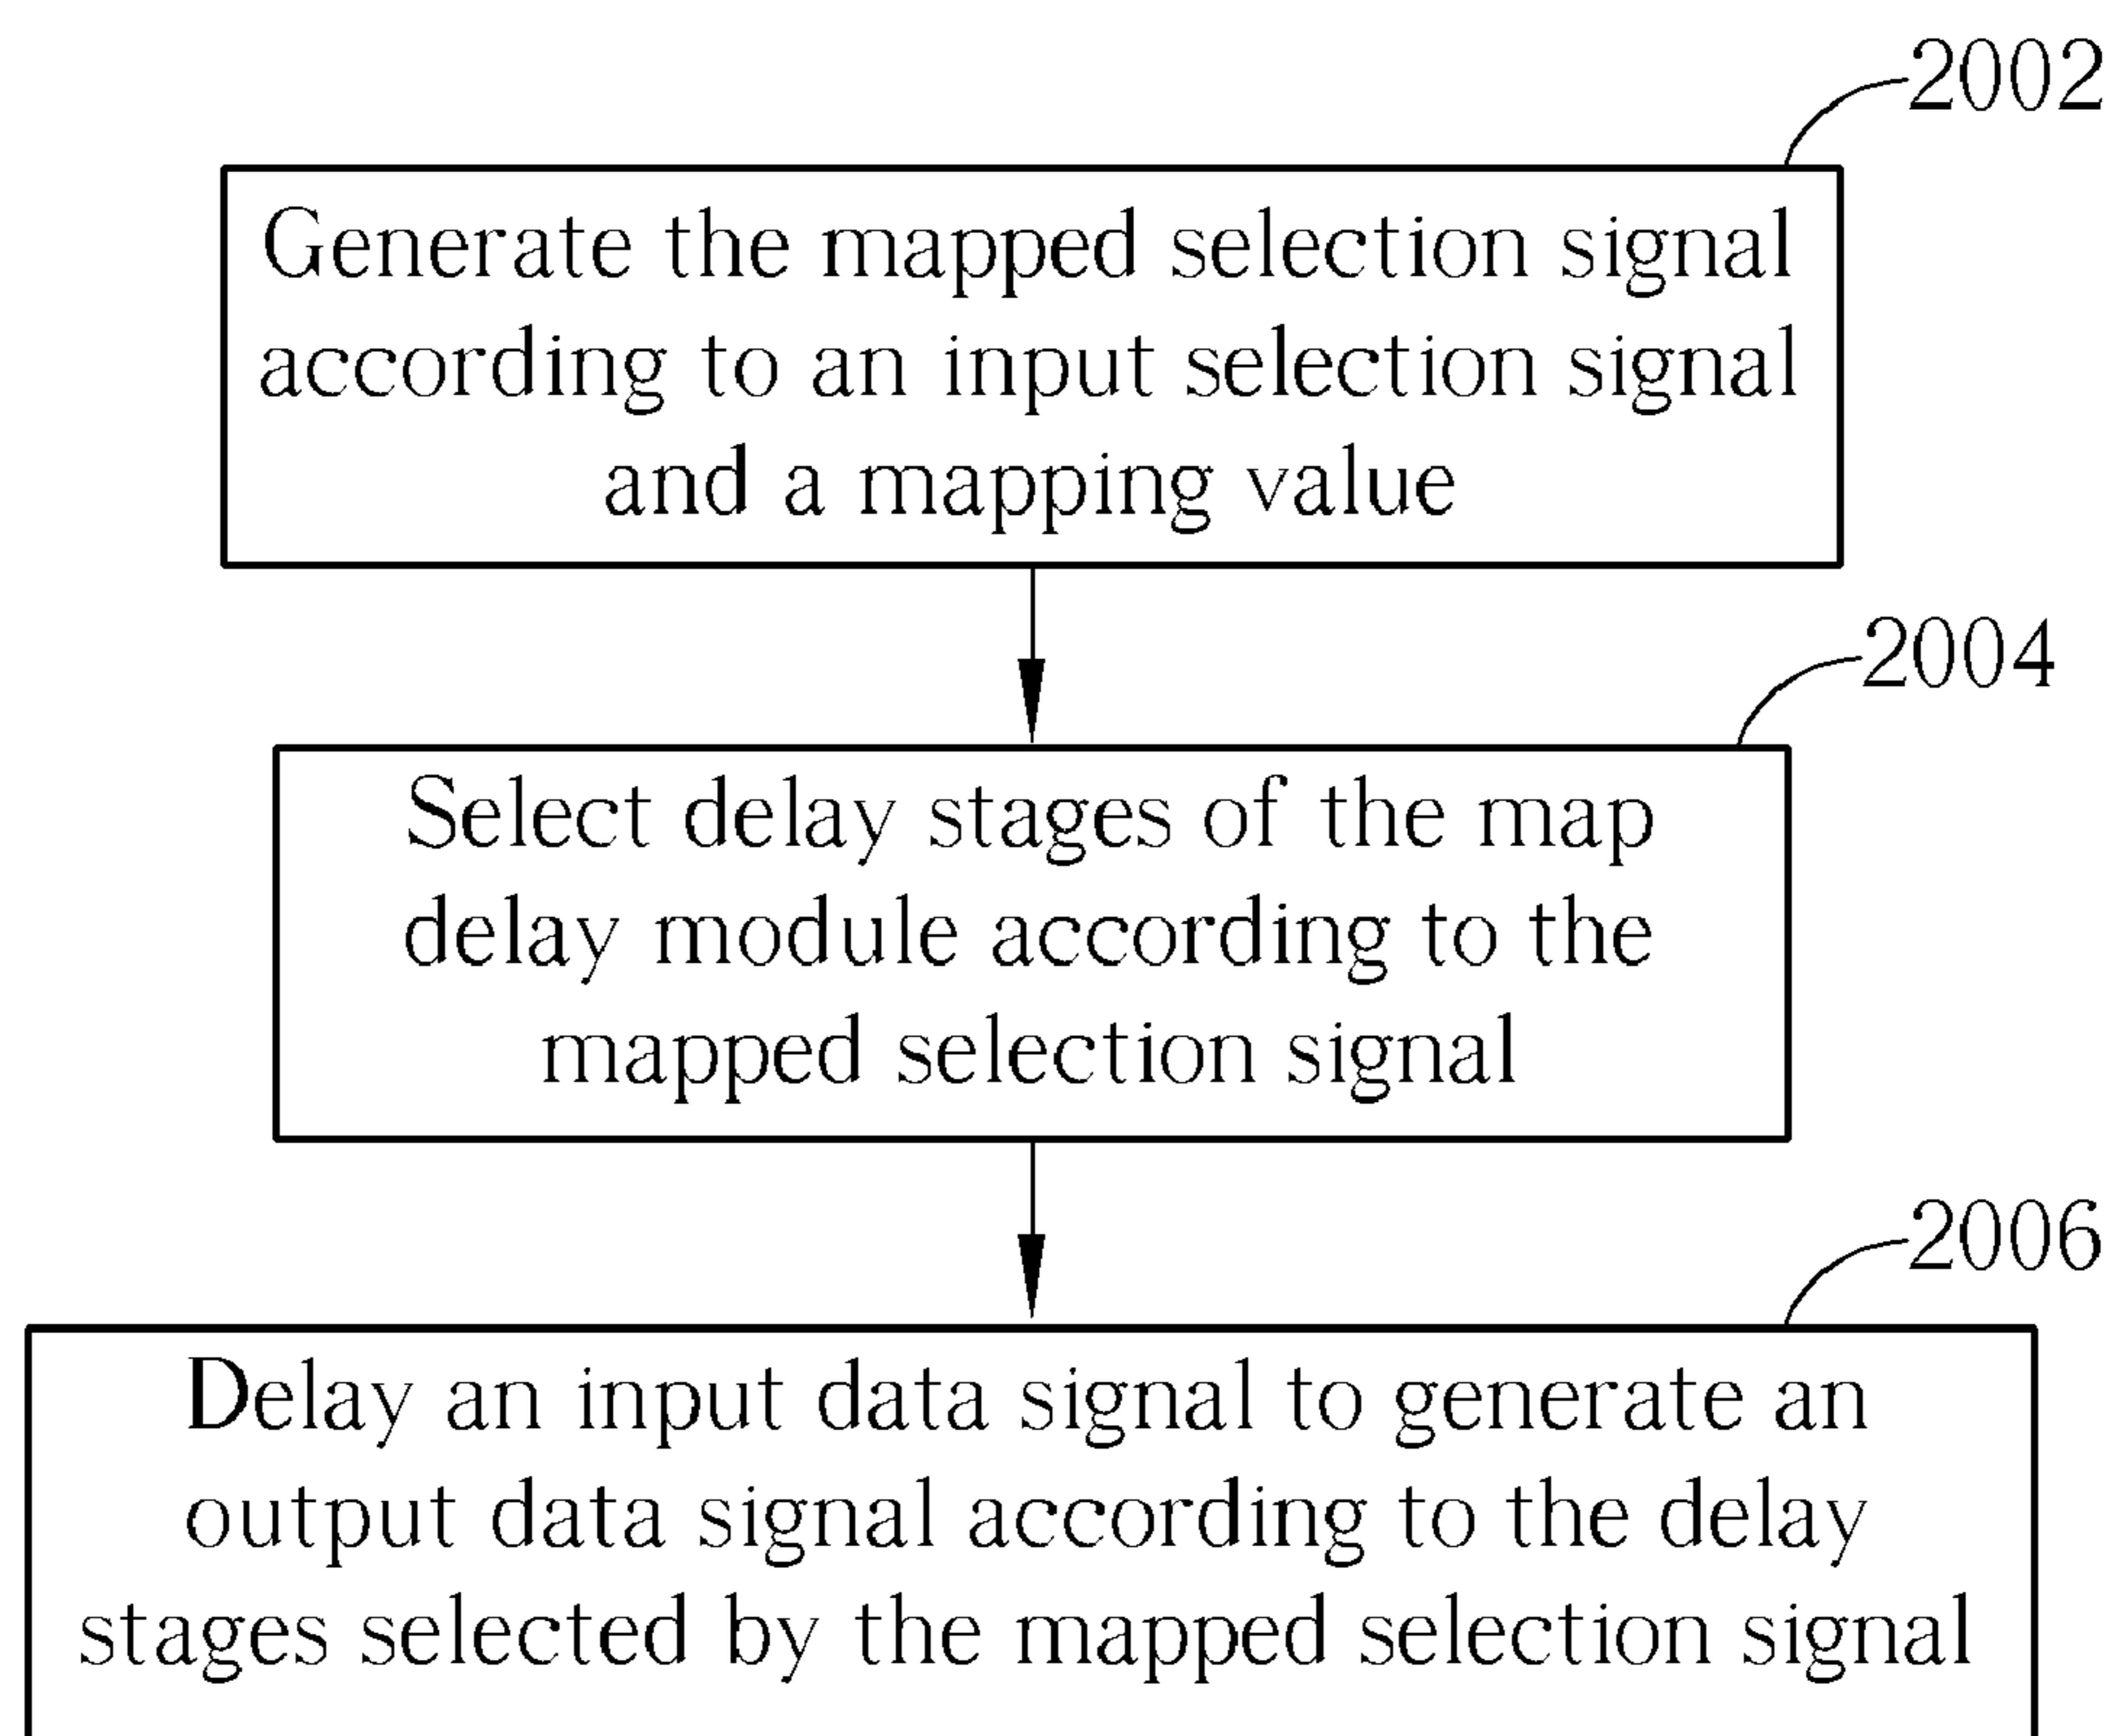 2002
Generate the mapped selection signal
according to an input selection signal
and a mapping value
2004
Select delay stages of the map
delay module according to the
mapped selection signal
2006
Delay an input data signal to generate an
output data signal according to the delay
stages selected by the mapped selection signal